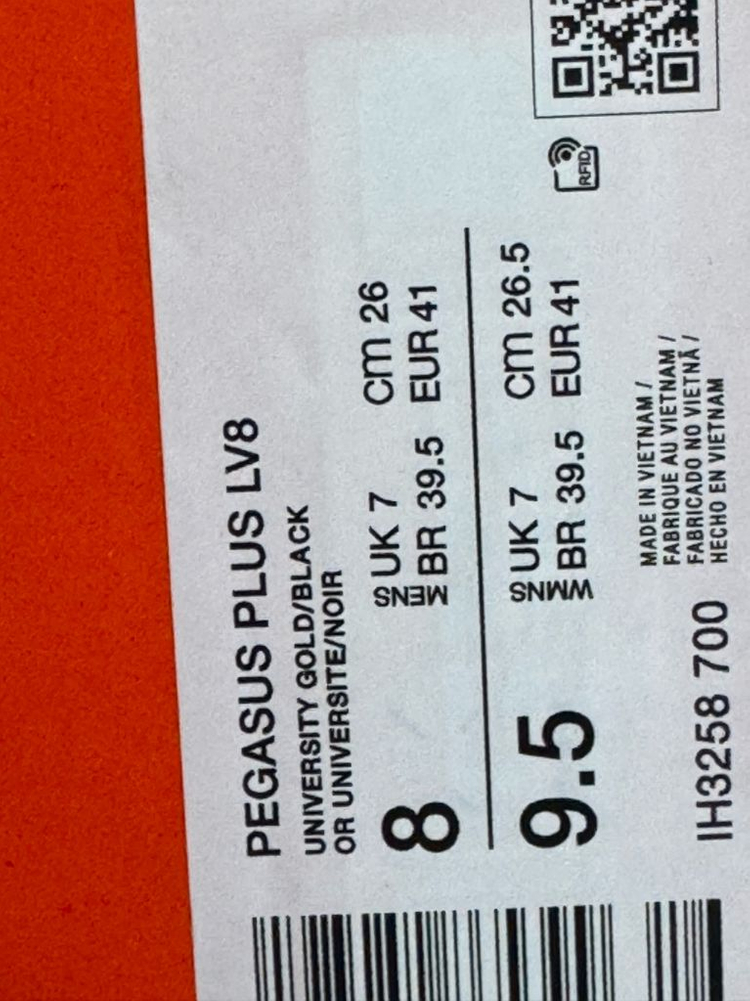 PEGASUS PLUS LV8
UNIVERSITY GOLD/BLACK
OR UNIVERSITE/NOIR
8 MENS UK 7 cm 26
BR 39.5 EUR 41
9.5 WMNS UK 7 cm 26.5
BR 39.5 EUR 41
RFID
MADE IN VIETNAM /
FABRIQUE AU VIETNAM /
FABRICADO NO VIETNÃ /
HECHO EN VIETNAM
IH3258 700